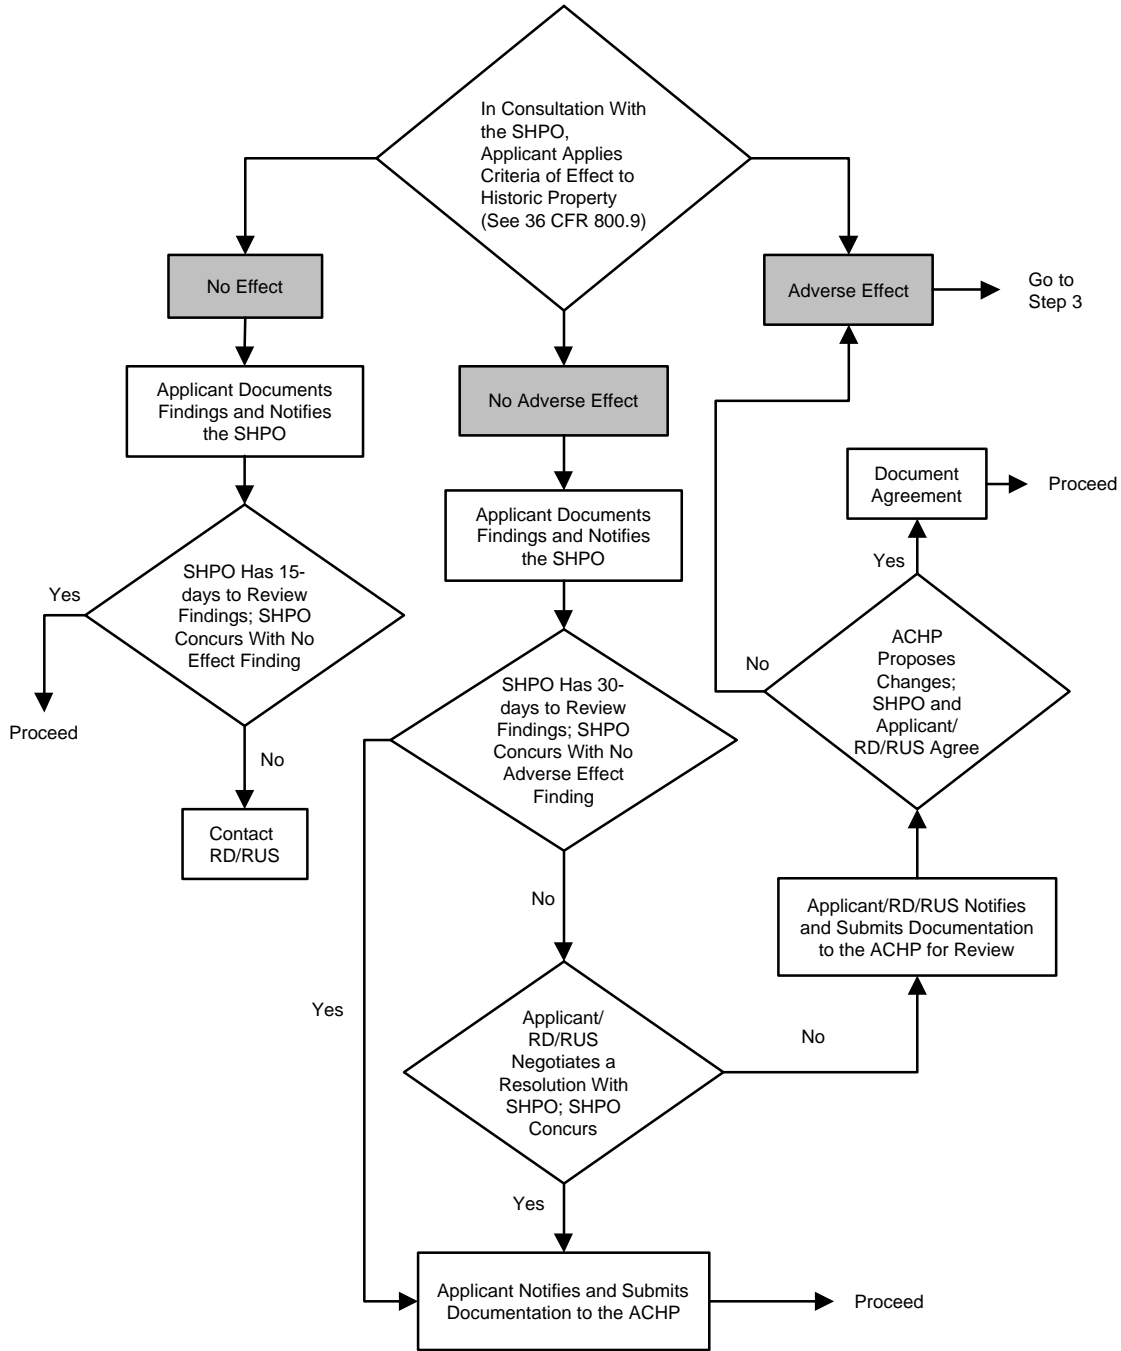 In Consultation With
the SHPO,
Applicant Applies
Criteria of Effect to
Historic Property
(See 36 CFR 800.9)
No Effect
Adverse Effect
Go to
Step 3
Applicant Documents
Findings and Notifies
the SHPO
No Adverse Effect
Document
Agreement
Proceed
Applicant Documents
Findings and Notifies
the SHPO
Yes
SHPO Has 15-
days to Review
Findings; SHPO
Concurs With No
Effect Finding
Yes
Proceed
No
Contact
RD/RUS
SHPO Has 30-
days to Review
Findings; SHPO
Concurs With No
Adverse Effect
Finding
No
ACHP
Proposes
Changes;
SHPO and
Applicant/
RD/RUS Agree
No
Applicant/RD/RUS Notifies
and Submits Documentation
to the ACHP for Review
Yes
Applicant/
RD/RUS
Negotiates a
Resolution With
SHPO; SHPO
Concurs
No
Yes
Applicant Notifies and Submits
Documentation to the ACHP
Proceed